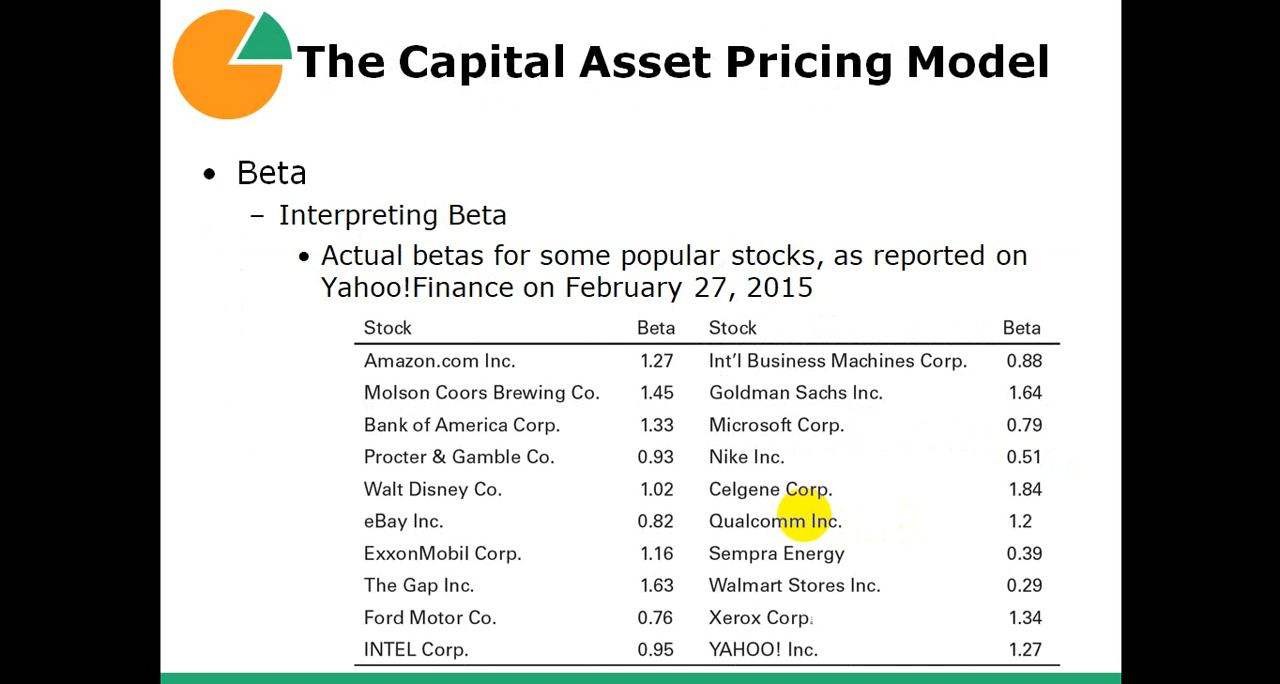 The Capital Asset Pricing Model
• Beta
– Interpreting Beta
• Actual betas for some popular stocks, as reported on
Yahoo!Finance on February 27, 2015
Stock Beta Stock Beta
Amazon.com Inc. 1.27 Int'l Business Machines Corp. 0.88
Molson Coors Brewing Co. 1.45 Goldman Sachs Inc. 1.64
Bank of America Corp. 1.33 Microsoft Corp. 0.79
Procter & Gamble Co. 0.93 Nike Inc. 0.51
Walt Disney Co. 1.02 Celgene Corp. 1.84
eBay Inc. 0.82 Qualcomm Inc. 1.2
ExxonMobil Corp. 1.16 Sempra Energy 0.39
The Gap Inc. 1.63 Walmart Stores Inc. 0.29
Ford Motor Co. 0.76 Xerox Corp. 1.34
INTEL Corp. 0.95 YAHOO! Inc. 1.27